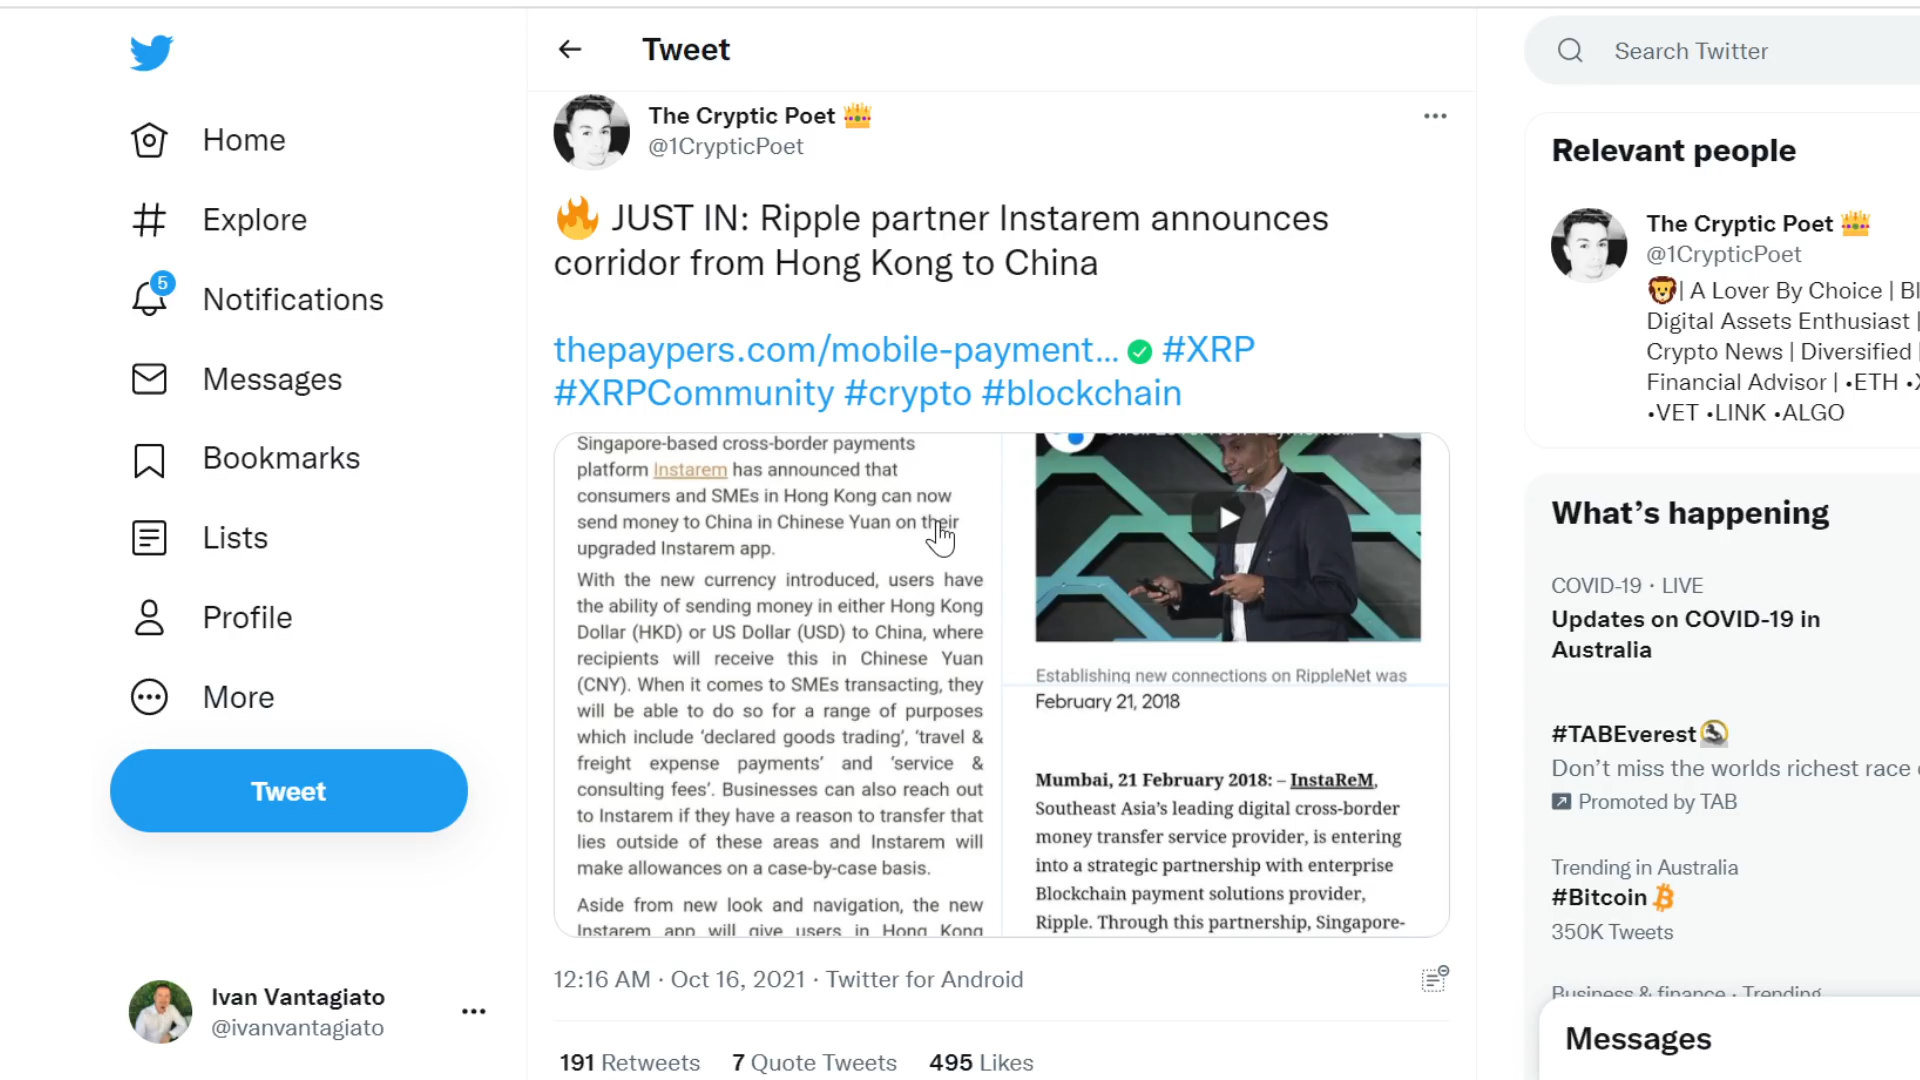 Home
Explore
5
Notifications
Messages
Bookmarks
Lists
Profile
More
Tweet
Ivan Vantagiato
@ivanvantagiato
Tweet
The Cryptic Poet
@1CrypticPoet
JUST IN: Ripple partner Instarem announces
corridor from Hong Kong to China
thepaypers.com/mobile-payment... #XRP
#XRPCommunity #crypto #blockchain
Singapore-based cross-border payments
platform Instarem has announced that
consumers and SMEs in Hong Kong can now
send money to China in Chinese Yuan on their
upgraded Instarem app.
With the new currency introduced, users have
the ability of sending money in either Hong Kong
Dollar (HKD) or US Dollar (USD) to China, where
recipients will receive this in Chinese Yuan
(CNY). When it comes to SMEs transacting, they
will be able to do so for a range of purposes
which include ‘declared goods trading’, ‘travel &
freight expense payments’ and ‘service &
consulting fees’. Businesses can also reach out
to Instarem if they have a reason to transfer that
lies outside of these areas and Instarem will
make allowances on a case-by-case basis.
Aside from new look and navigation, the new
Instarem app will give users in Hong Kong
Establishing new connections on RippleNet was
February 21, 2018
Mumbai, 21 February 2018: – InstaReM,
Southeast Asia’s leading digital cross-border
money transfer service provider, is entering
into a strategic partnership with enterprise
Blockchain payment solutions provider,
Ripple. Through this partnership, Singapore-
12:16 AM · Oct 16, 2021 · Twitter for Android
191 Retweets 7 Quote Tweets 495 Likes
Search Twitter
Relevant people
The Cryptic Poet
@1CrypticPoet
| A Lover By Choice | Bl
Digital Assets Enthusiast |
Crypto News | Diversified |
Financial Advisor | •ETH •X
•VET •LINK •ALGO
What’s happening
COVID-19 · LIVE
Updates on COVID-19 in
Australia
#TABEverest
Don’t miss the worlds richest race
Promoted by TAB
Trending in Australia
#Bitcoin
350K Tweets
Business & finance · Trending
Messages